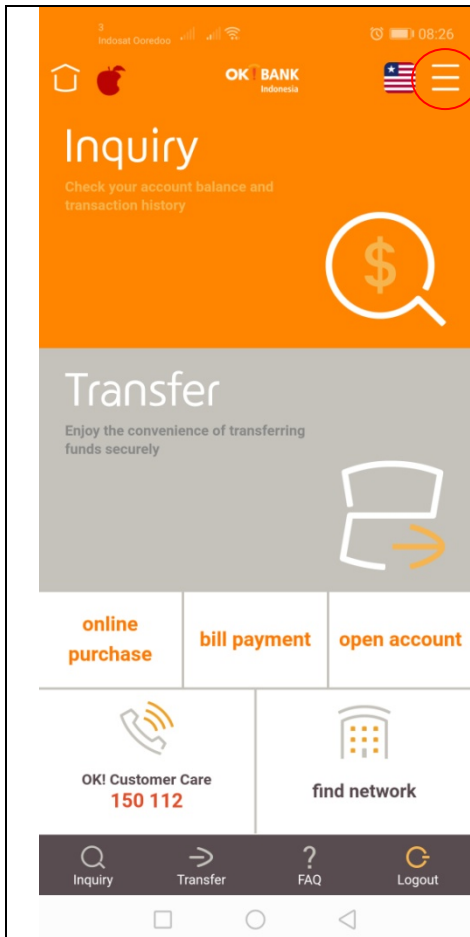 3
Indosat Ooredoo
08:26
OK! BANK
Indonesia
Inquiry
Check your account balance and
transaction history
$
Transfer
Enjoy the convenience of transferring
funds securely
online
purchase
bill payment
open account
OK! Customer Care
150 112
find network
?
Inquiry
Transfer
FAQ
Logout